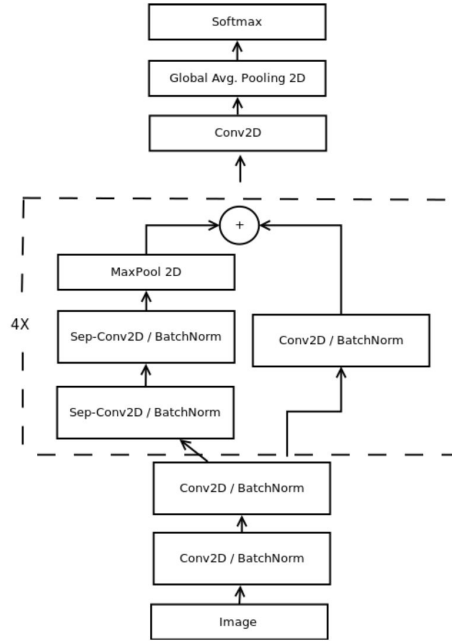 Softmax
Global Avg. Pooling 2D
Conv2D
+
MaxPool 2D
4X
Sep-Conv2D / BatchNorm
Conv2D / BatchNorm
Sep-Conv2D / BatchNorm
Conv2D / BatchNorm
Conv2D / BatchNorm
Image